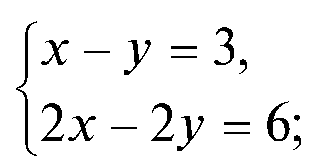 x − y = 3,
2x − 2y = 6;